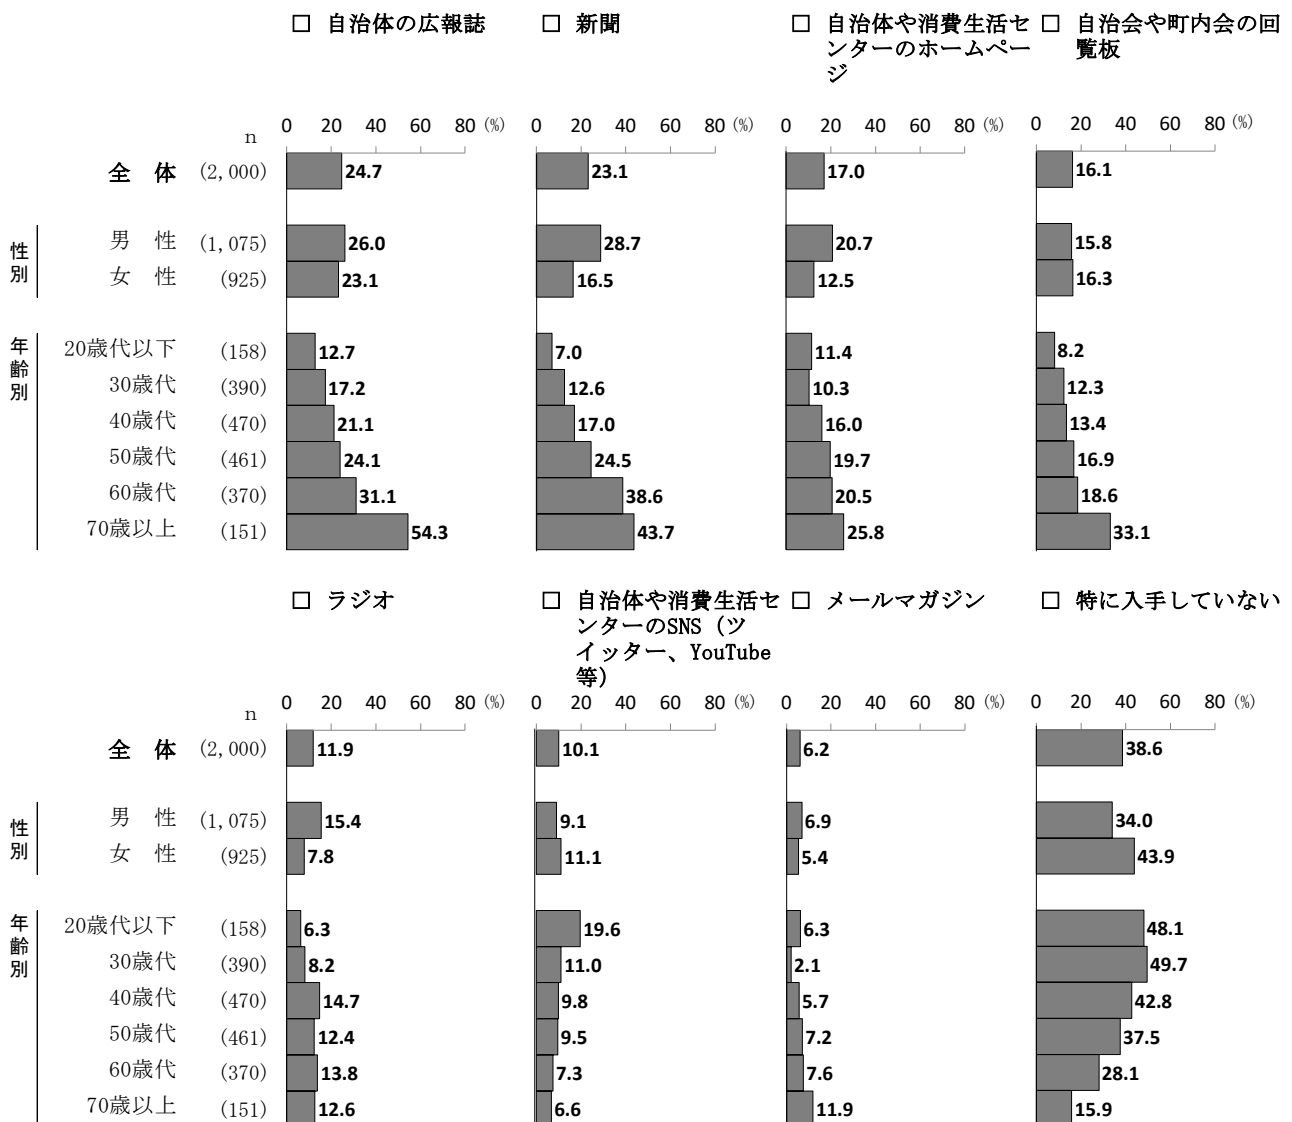 □ 自治体の広報誌 □ 新聞 □ 自治体や消費生活セ □ 自治会や町内会の回
ンターのホームペー 覧板
ジ
n 0 20 40 60 80 (%) 0 20 40 60 80 (%) 0 20 40 60 80 (%) 0 20 40 60 80 (%)
全 体 (2,000) 24.7 23.1 17.0 16.1
性別
男 性 (1,075) 26.0 28.7 20.7 15.8
女 性 (925) 23.1 16.5 12.5 16.3
年齢別
20歳代以下 (158) 12.7 7.0 11.4 8.2
30歳代 (390) 17.2 12.6 10.3 12.3
40歳代 (470) 21.1 17.0 16.0 13.4
50歳代 (461) 24.1 24.5 19.7 16.9
60歳代 (370) 31.1 38.6 20.5 18.6
70歳以上 (151) 54.3 43.7 25.8 33.1
□ ラジオ □ 自治体や消費生活セ □ メールマガジン □ 特に入手していない
ンターのSNS（ツ
イッター、YouTube
等）
n 0 20 40 60 80 (%) 0 20 40 60 80 (%) 0 20 40 60 80 (%) 0 20 40 60 80 (%)
全 体 (2,000) 11.9 10.1 6.2 38.6
性別
男 性 (1,075) 15.4 9.1 6.9 34.0
女 性 (925) 7.8 11.1 5.4 43.9
年齢別
20歳代以下 (158) 6.3 19.6 6.3 48.1
30歳代 (390) 8.2 11.0 2.1 49.7
40歳代 (470) 14.7 9.8 5.7 42.8
50歳代 (461) 12.4 9.5 7.2 37.5
60歳代 (370) 13.8 7.3 7.6 28.1
70歳以上 (151) 12.6 6.6 11.9 15.9